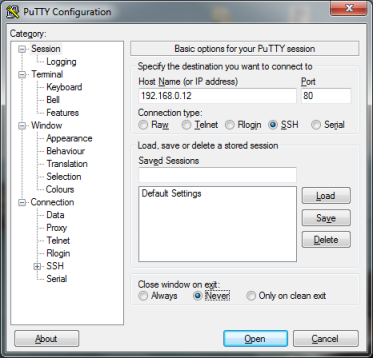 PuTTY Configuration
Category:
Session
Logging
Terminal
Keyboard
Bell
Features
Window
Appearance
Behaviour
Translation
Selection
Colours
Connection
Data
Proxy
Telnet
Rlogin
SSH
Serial
Basic options for your PuTTY session
Specify the destination you want to connect to
Host Name (or IP address) Port
192.168.0.12 80
Connection type:
Raw Telnet Rlogin SSH Serial
Load, save or delete a stored session
Saved Sessions
Default Settings
Load
Save
Delete
Close window on exit:
Always Never Only on clean exit
About Open Cancel